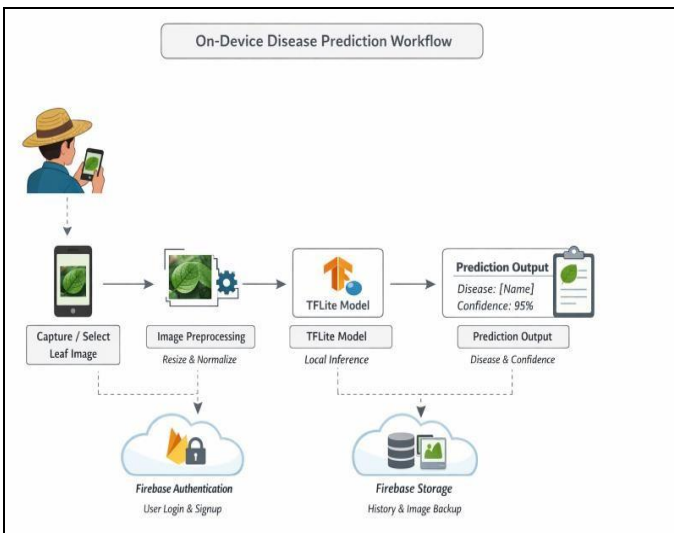 On-Device Disease Prediction Workflow
TFLite Model
Prediction Output
Disease: [Name]
Confidence: 95%
Capture / Select
Leaf Image
Image Preprocessing
Resize & Normalize
TFLite Model
Local Inference
Prediction Output
Disease & Confidence
Firebase Authentication
User Login & Signup
Firebase Storage
History & Image Backup